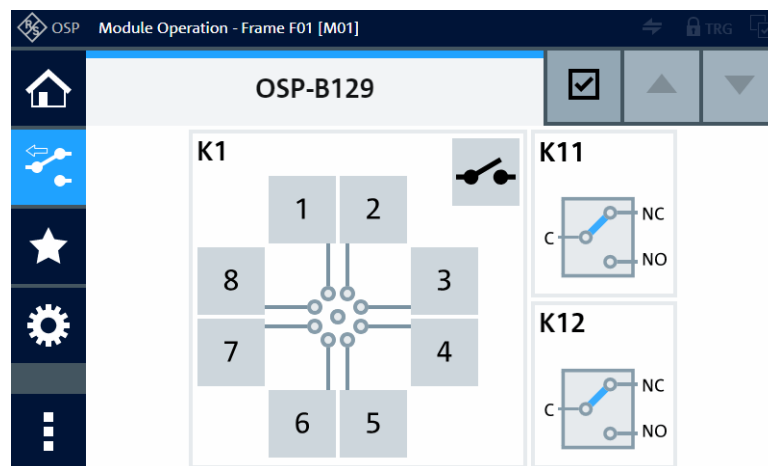 R&S OSP Module Operation - Frame F01 [M01] TRG
OSP-B129
K1
1 2
8 3
7 4
6 5
K11
NC
C
NO
K12
NC
C
NO